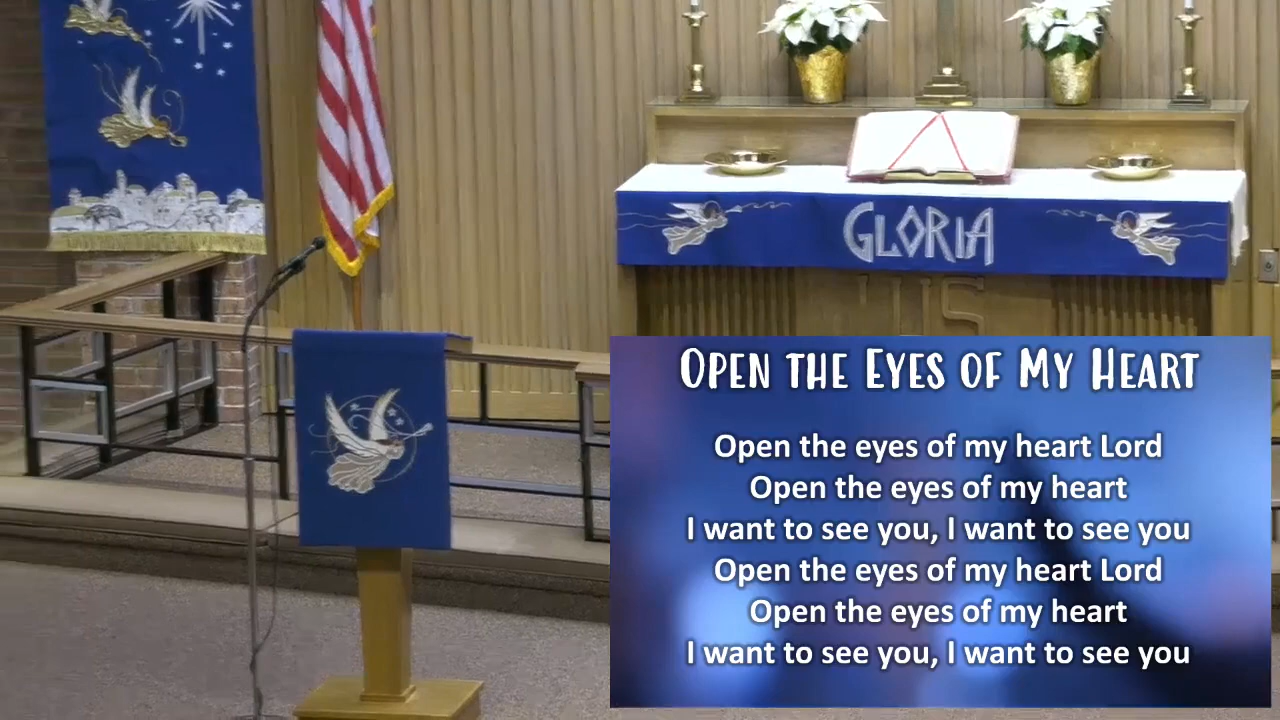 GLORIA
US
OPEN THE EYES OF MY HEART
Open the eyes of my heart Lord
Open the eyes of my heart
I want to see you, I want to see you
Open the eyes of my heart Lord
Open the eyes of my heart
I want to see you, I want to see you